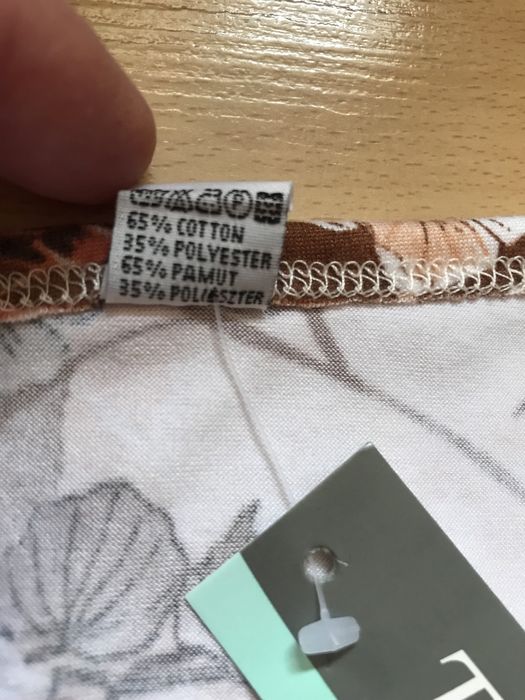 P
65% COTTON
35% POLYESTER
65% PAMUT
35% POLIÉSZTER
T